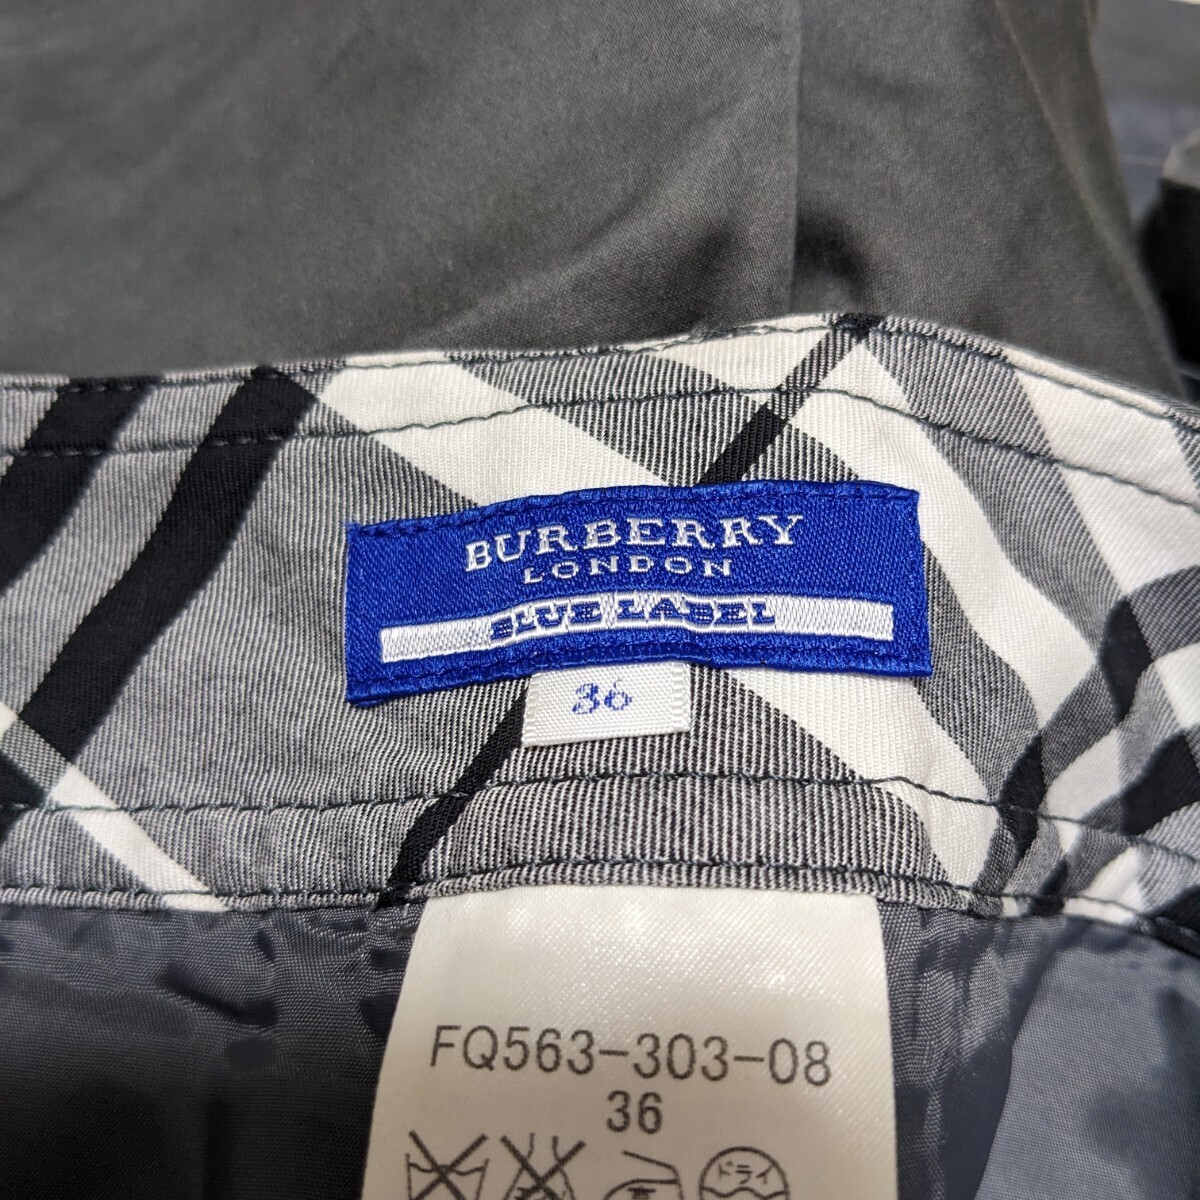 BURBERRY
LONDON
BLUE LABEL
36
FQ563-303-08
36
ドライ